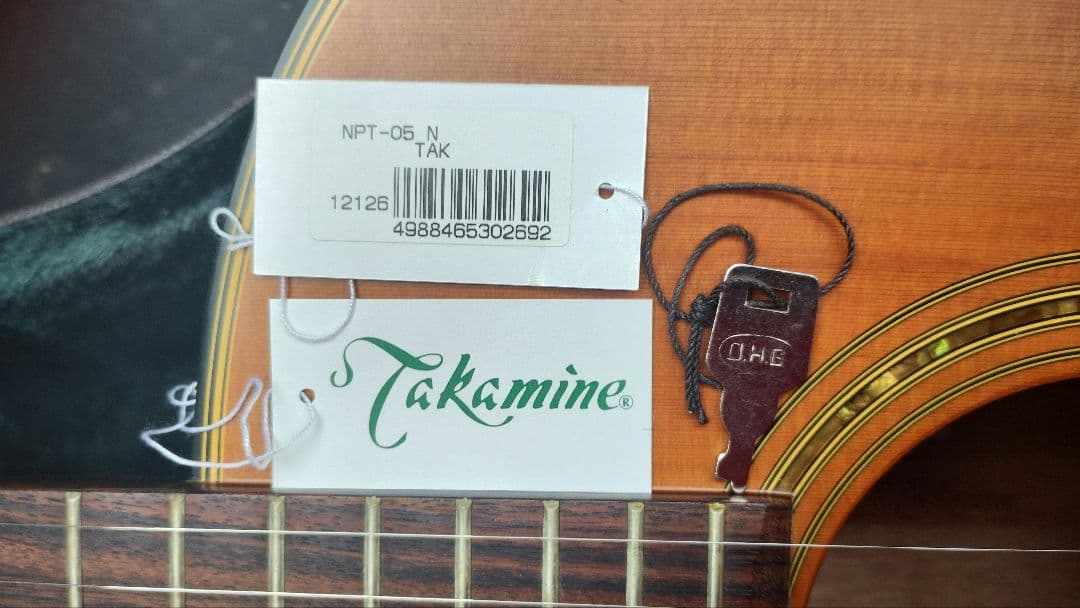 NPT-05 N
TAK
12126
4988465302692
Takamine®
O.H.G